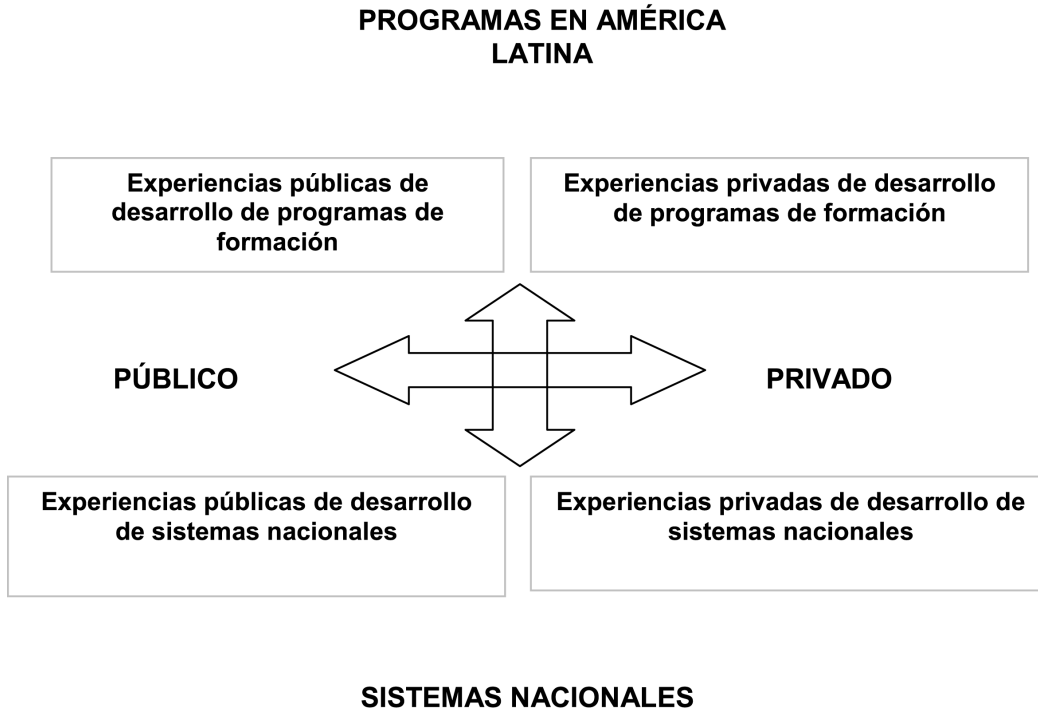 PROGRAMAS EN AMÉRICA
LATINA
Experiencias públicas de
desarrollo de programas de
formación
Experiencias privadas de desarrollo
de programas de formación
PÚBLICO
PRIVADO
Experiencias públicas de desarrollo
de sistemas nacionales
Experiencias privadas de desarrollo de
sistemas nacionales
SISTEMAS NACIONALES